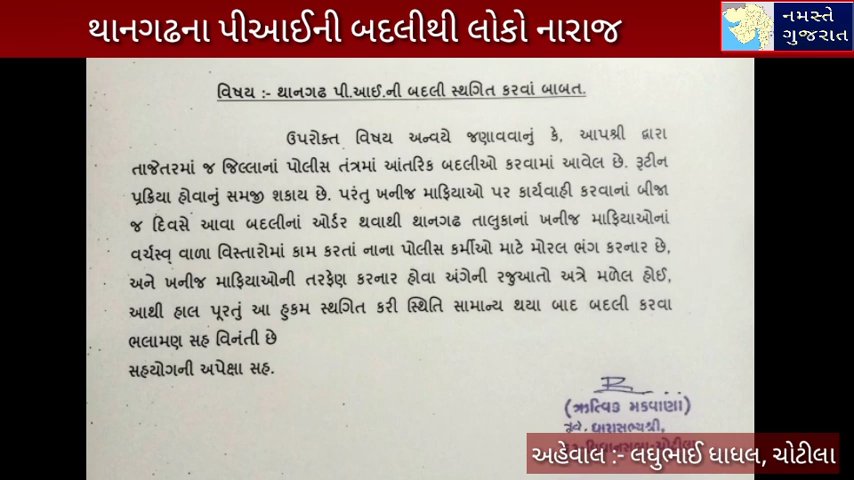 થાનગઢના પીઆઈની બદલીથી લોકો નારાજ
નમસ્તે
ગુજરાત
વિષય :- થાનગઢ પી.આઈ.ની બદલી સ્થગિત કરવાં બાબત.
ઉપરોક્ત વિષય અન્વયે જણાવવાનું કે, આપશ્રી દ્વારા
તાજેતરમાં જ જિલ્લાનાં પોલીસ તંત્રમાં આંતરિક બદલીઓ કરવામાં આવેલ છે. રૂટીન
પ્રક્રિયા હોવાનું સમજી શકાય છે. પરંતુ ખનીજ માફિયાઓ પર કાર્યવાહી કરવાનાં બીજા
જ દિવસે આવા બદલીનાં ઓર્ડર થવાથી થાનગઢ તાલુકાનાં ખનીજ માફિયાઓનાં
વર્ચસ્વ વાળા વિસ્તારોમાં કામ કરતાં નાના પોલીસ કર્મીઓ માટે મોરલ ભંગ કરનાર છે,
અને ખનીજ માફિયાઓની તરફેણ કરનાર હોવા અંગેની રજુઆતો અત્રે મળેલ હોઈ,
આથી હાલ પૂરતું આ હુકમ સ્થગિત કરી સ્થિતિ સામાન્ય થયા બાદ બદલી કરવા
ભલામણ સહ વિનંતી છે
સહયોગની અપેક્ષા સહ.
(ઋત્વિક મકવાણા)
પૂર્વ. ધારાસભ્યશ્રી,
અહેવાલ :- લઘુભાઈ ધાધલ, ચોટીલા